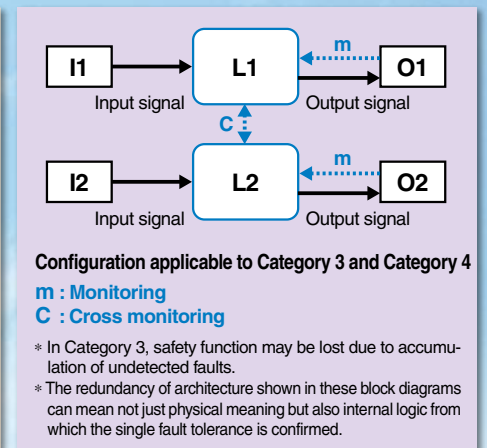 I1 L1 m O1
Input signal Output signal
C
I2 L2 m O2
Input signal Output signal
Configuration applicable to Category 3 and Category 4
m : Monitoring
C : Cross monitoring
* In Category 3, safety function may be lost due to accumu-
lation of undetected faults.
* The redundancy of architecture shown in these block diagrams
can mean not just physical meaning but also internal logic from
which the single fault tolerance is confirmed.